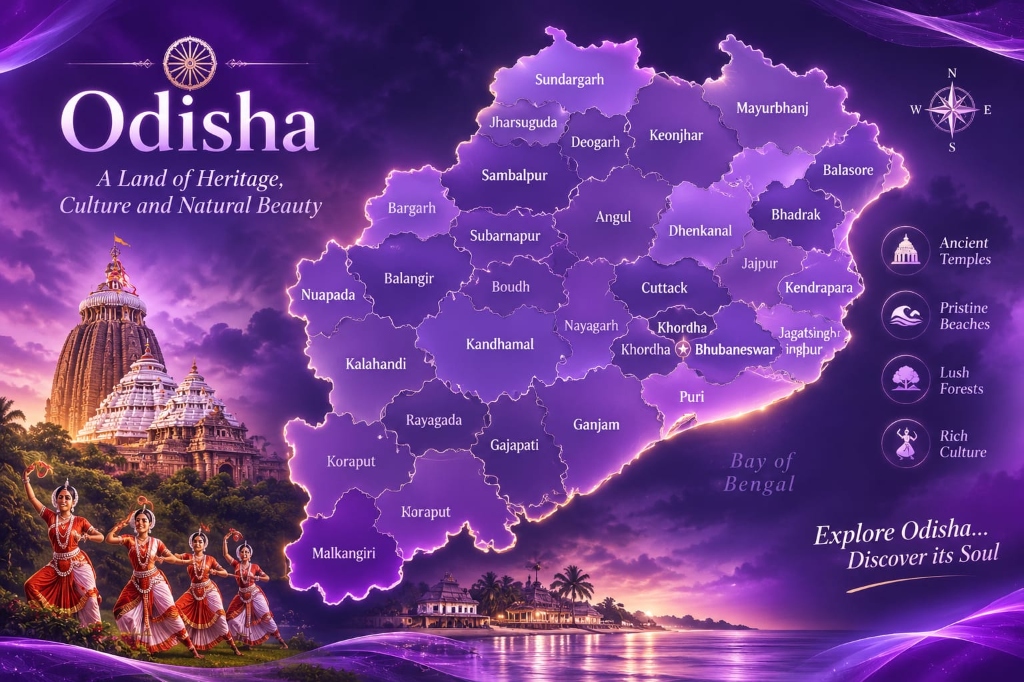 Odisha
A Land of Heritage,
Culture and Natural Beauty
N
W
E
S
Sundargarh
Mayurbhanj
Jharsuguda
Deogarh
Keonjhar
Sambalpur
Balasore
Bargarh
Angul
Bhadrak
Subarnapur
Dhenkanal
Balangir
Jajpur
Nuapada
Boudh
Cuttack
Kendrapara
Nayagarh
Khordha
Jagatsinghr
inghur
Kalahandi
Kandhamal
Khordha
Bhubaneswar
Puri
Rayagada
Gajapati
Ganjam
Koraput
Koraput
Malkangiri
Bay of
Bengal
Ancient
Temples
Pristine
Beaches
Lush
Forests
Rich
Culture
Explore Odisha...
Discover its Soul